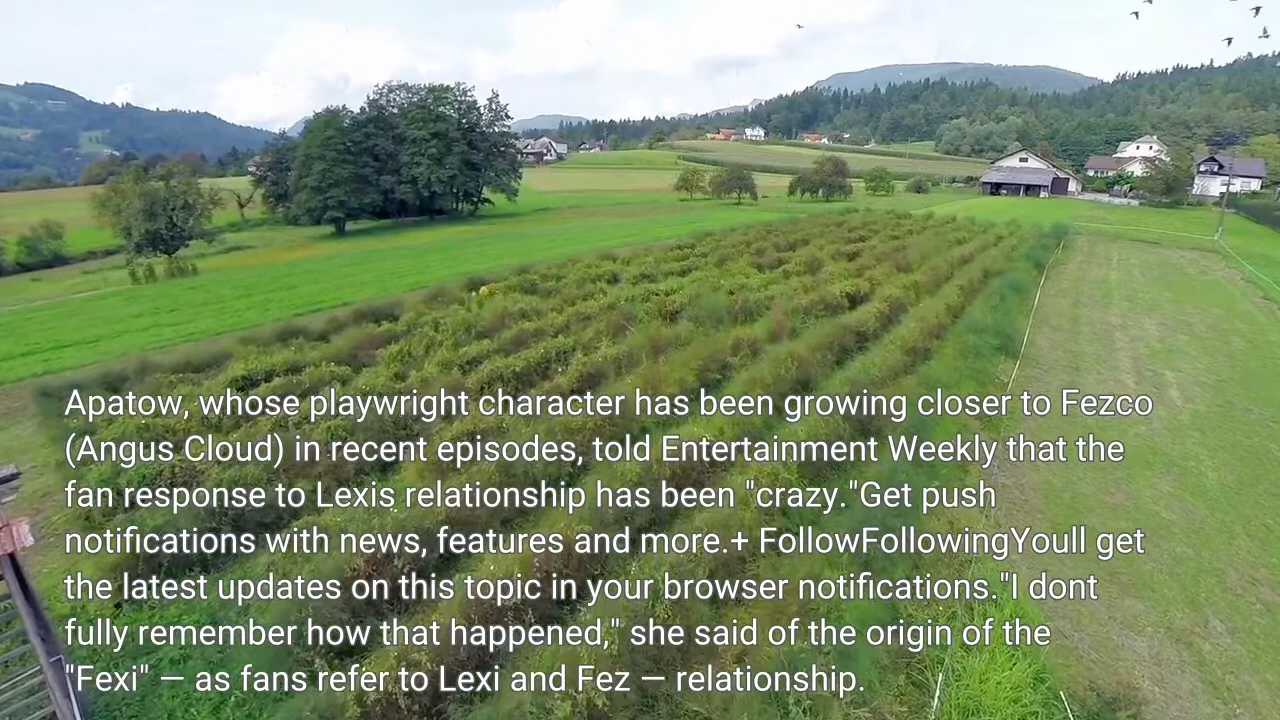 Apatow, whose playwright character has been growing closer to Fezco
(Angus Cloud) in recent episodes, told Entertainment Weekly that the
fan response to Lexis relationship has been "crazy."Get push
notifications with news, features and more.+ FollowFollowingYoull get
the latest updates on this topic in your browser notifications."I dont
fully remember how that happened," she said of the origin of the
"Fexi" — as fans refer to Lexi and Fez — relationship.